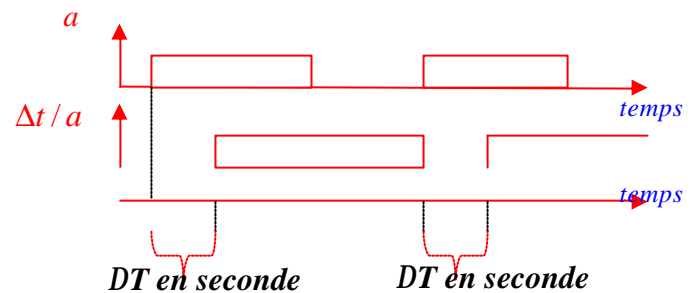 a
temps
Δt / a
temps
DT en seconde
DT en seconde